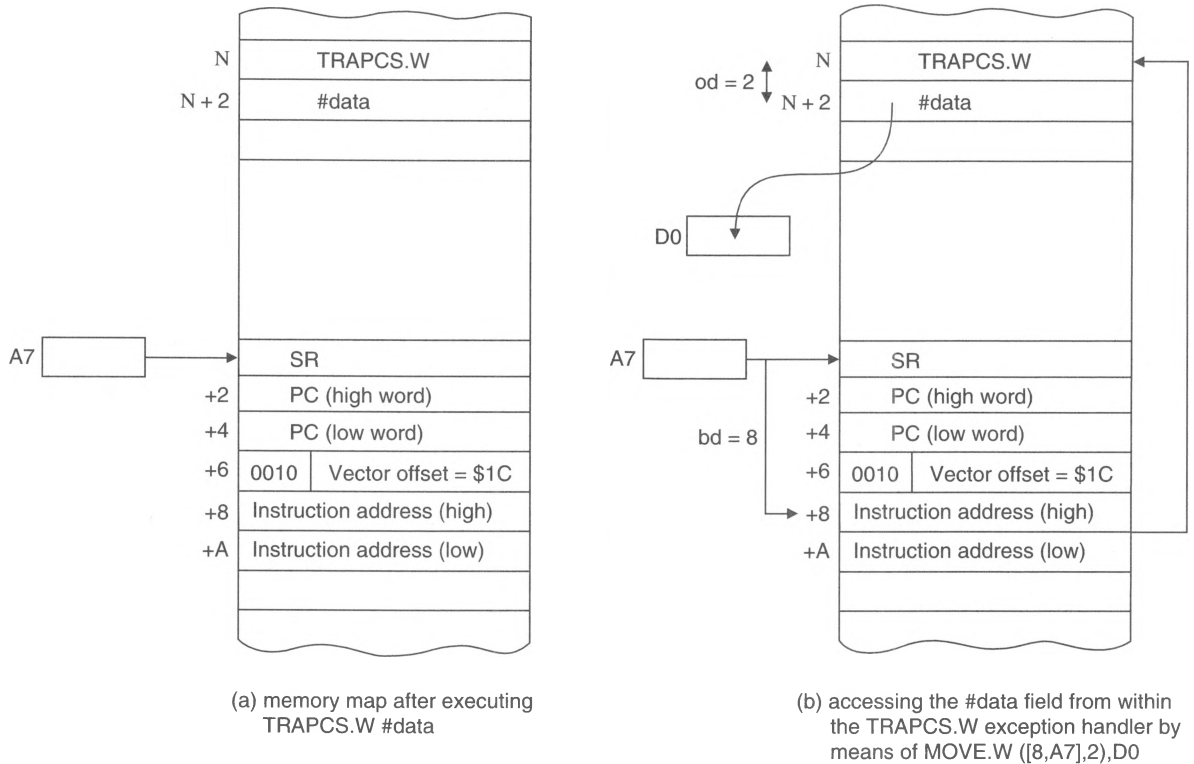 N TRAPCS.W
N + 2 #data
A7 SR
+2 PC (high word)
+4 PC (low word)
+6 0010 Vector offset = $1C
+8 Instruction address (high)
+A Instruction address (low)
(a) memory map after executing
TRAPCS.W #data
N TRAPCS.W
od = 2
N + 2 #data
D0
A7 SR
+2 PC (high word)
bd = 8
+4 PC (low word)
+6 0010 Vector offset = $1C
+8 Instruction address (high)
+A Instruction address (low)
(b) accessing the #data field from within
the TRAPCS.W exception handler by
means of MOVE.W ([8,A7],2),D0